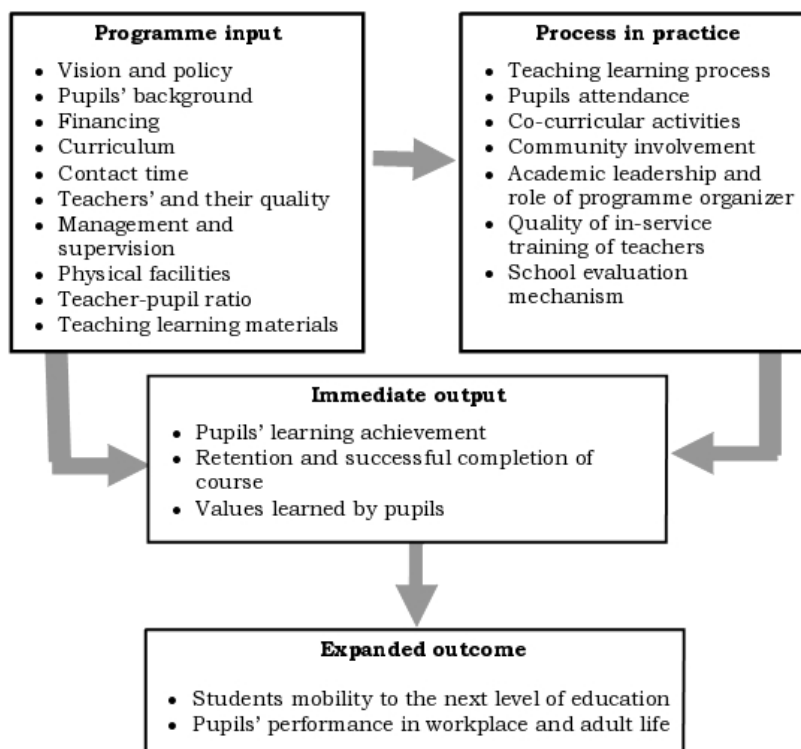 Programme input
• Vision and policy
• Pupils' background
• Financing
• Curriculum
• Contact time
• Teachers' and their quality
• Management and
supervision
• Physical facilities
• Teacher-pupil ratio
• Teaching learning materials
Process in practice
• Teaching learning process
• Pupils attendance
• Co-curricular activities
• Community involvement
• Academic leadership and
role of programme organizer
• Quality of in-service
training of teachers
• School evaluation
mechanism
Immediate output
• Pupils' learning achievement
• Retention and successful completion of
course
• Values learned by pupils
Expanded outcome
• Students mobility to the next level of education
• Pupils' performance in workplace and adult life